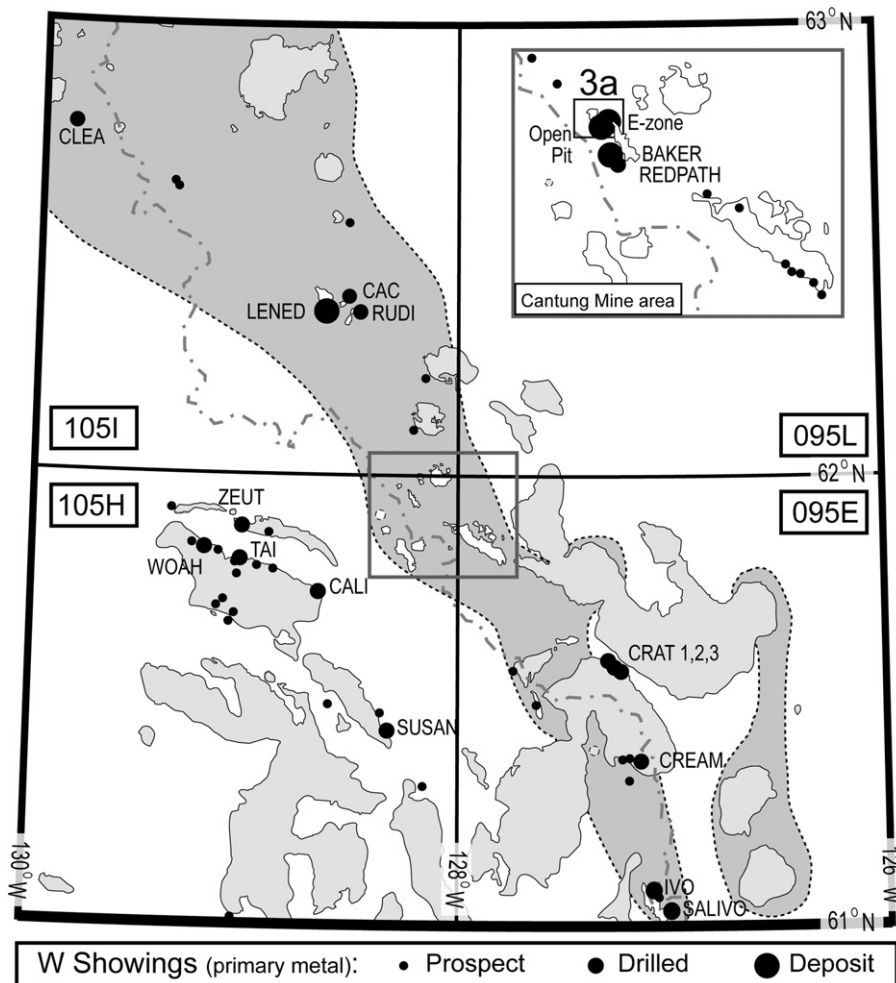 63° N
3a
E-zone
Open
Pit
BAKER
REDPATH
Cantung Mine area
CLEA
CAC
LENED
RUDI
105I
095L
62° N
105H
095E
ZEUT
WOAH
TAI
CALI
CRAT 1,2,3
SUSAN
CREAM
IVO
SALIVO
130° W
128° W
126° W
61° N
W Showings (primary metal): Prospect Drilled Deposit